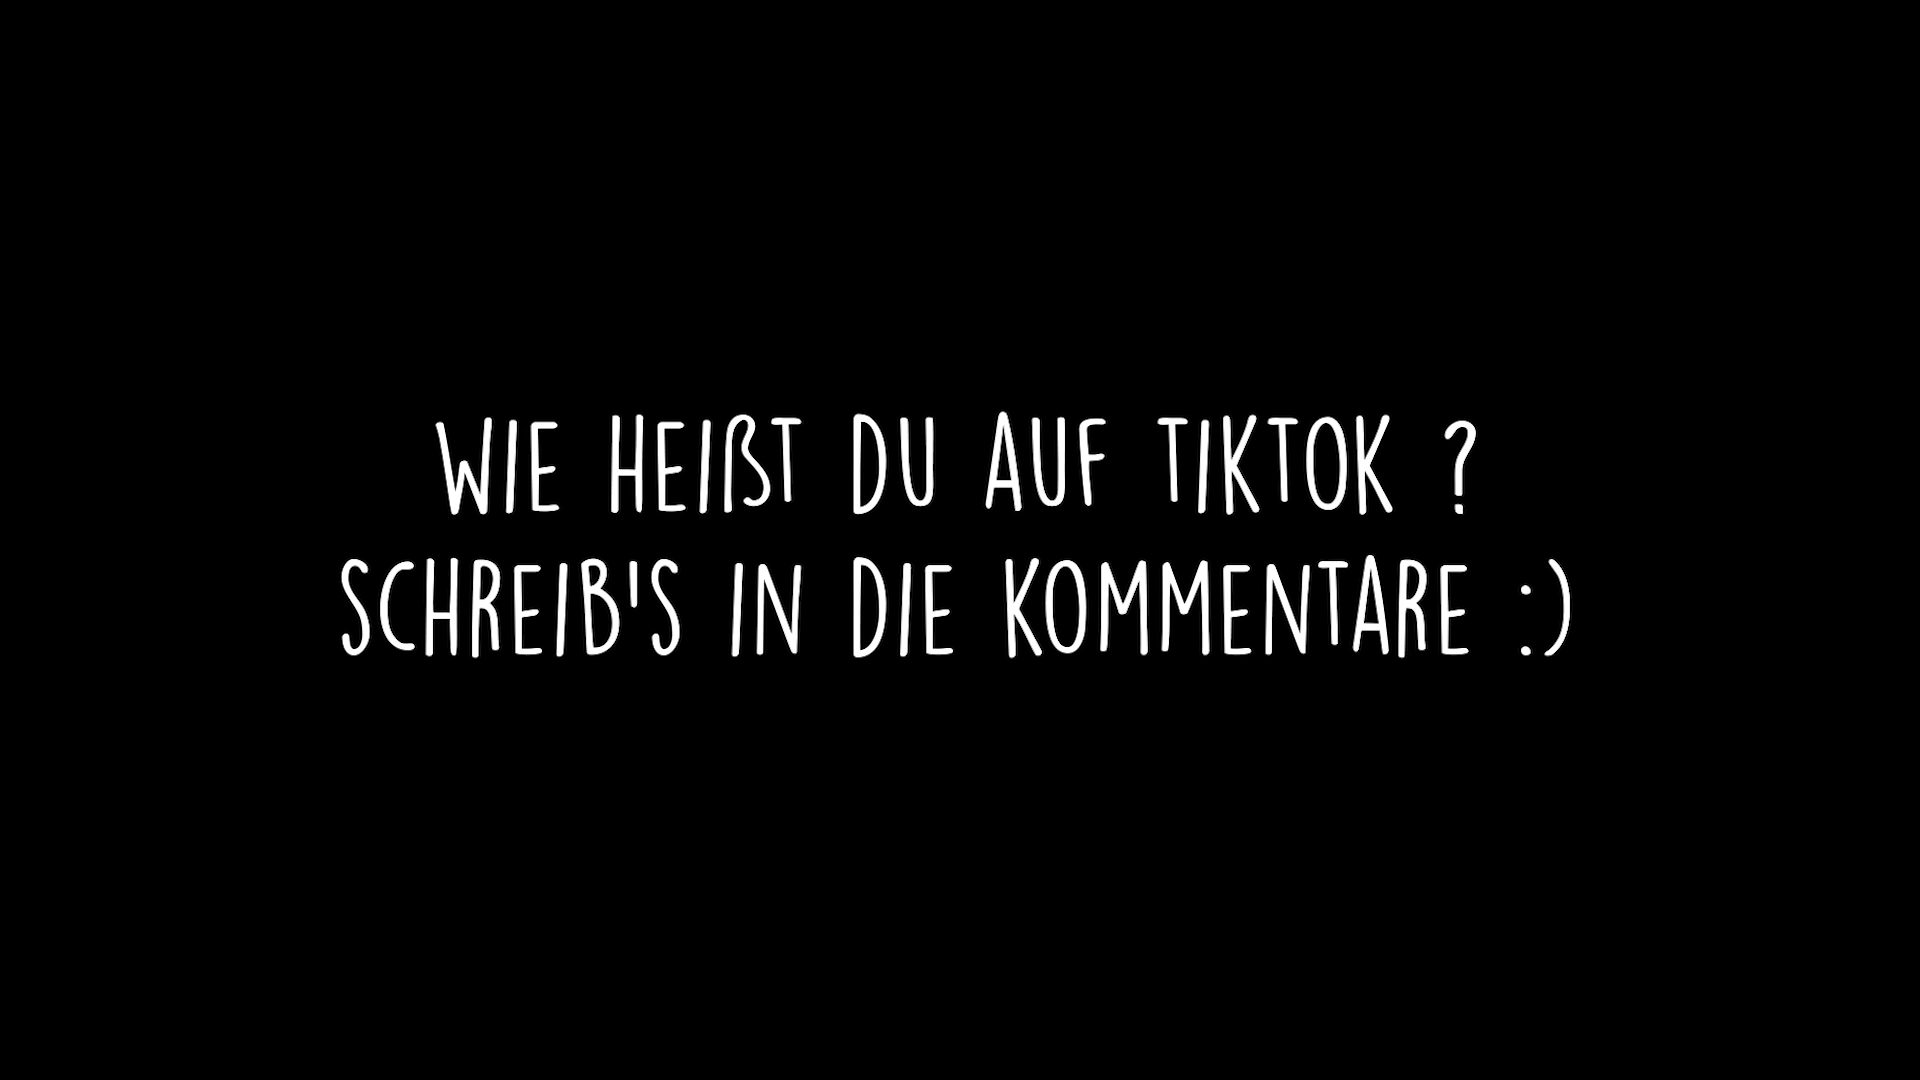 WIE HEIßT DU AUF TIKTOK ?
SCHREIB'S IN DIE KOMMENTARE :)